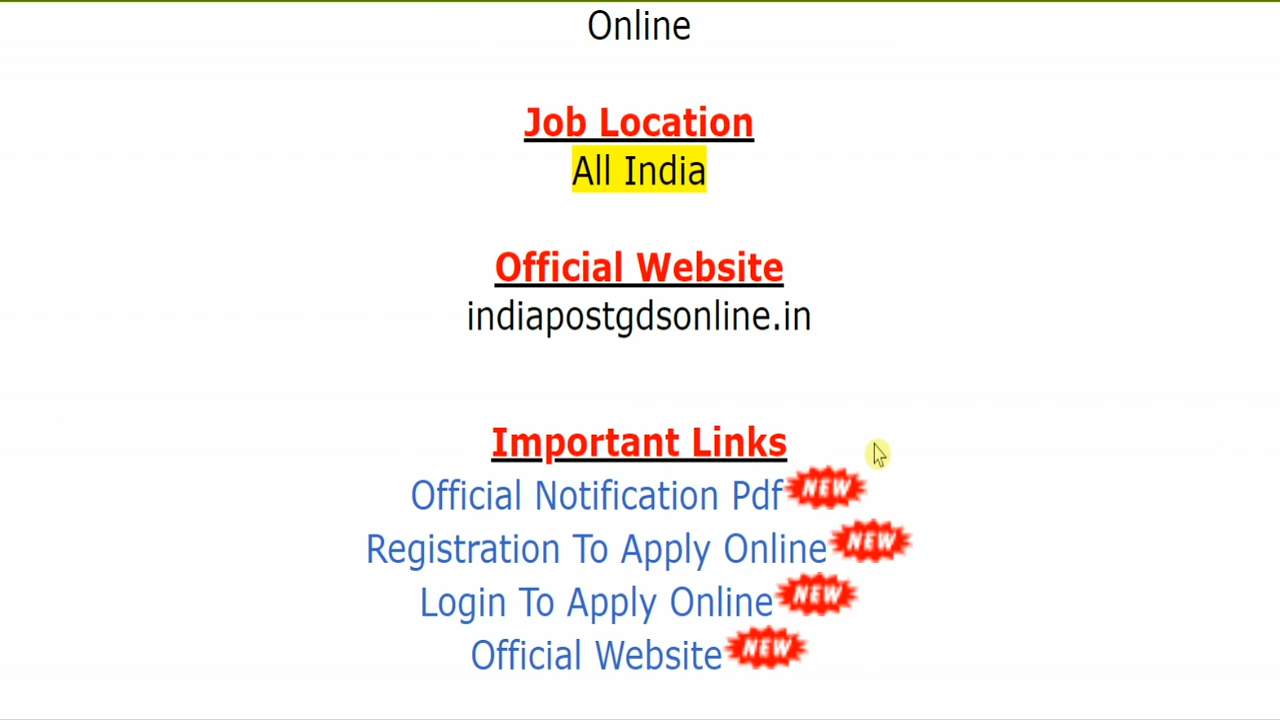 Online
Job Location
All India
Official Website
indiapostgdsonline.in
Important Links
Official Notification Pdf NEW
Registration To Apply Online NEW
Login To Apply Online NEW
Official Website NEW